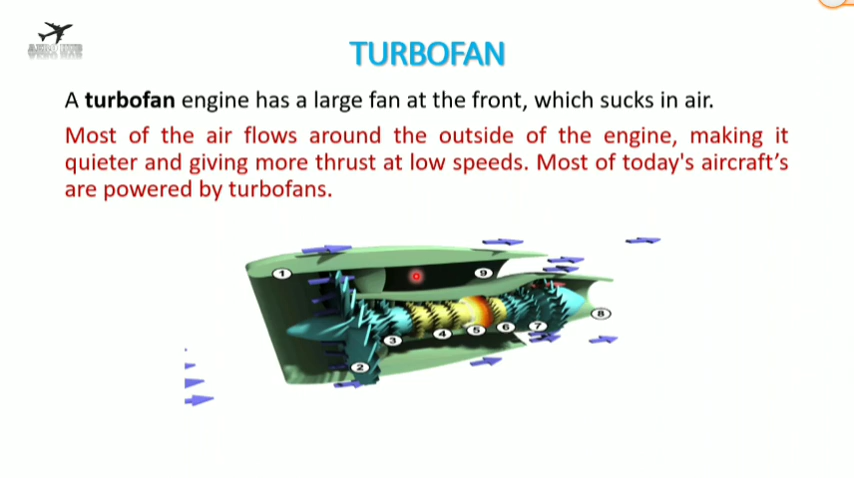 AERO HUB
TURBOFAN
A turbofan engine has a large fan at the front, which sucks in air.
Most of the air flows around the outside of the engine, making it
quieter and giving more thrust at low speeds. Most of today's aircraft’s
are powered by turbofans.
1
9
8
3
4
5
6
7
2